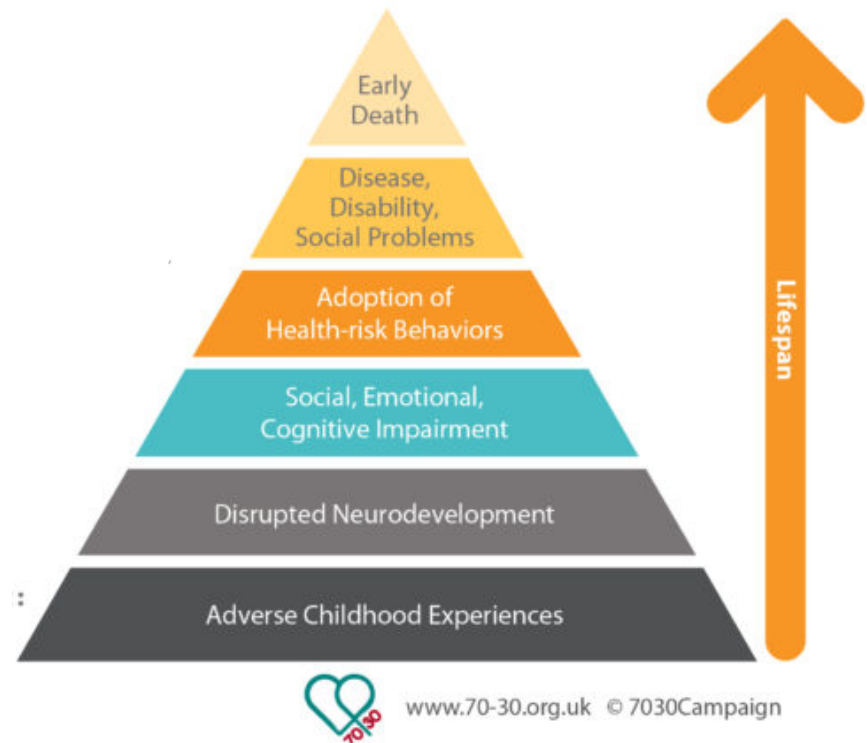 Early
Death
Disease,
Disability,
Social Problems
Adoption of
Health-risk Behaviors
Social, Emotional,
Cognitive Impairment
Disrupted Neurodevelopment
Adverse Childhood Experiences
Lifespan
70/30
www.70-30.org.uk © 7030Campaign